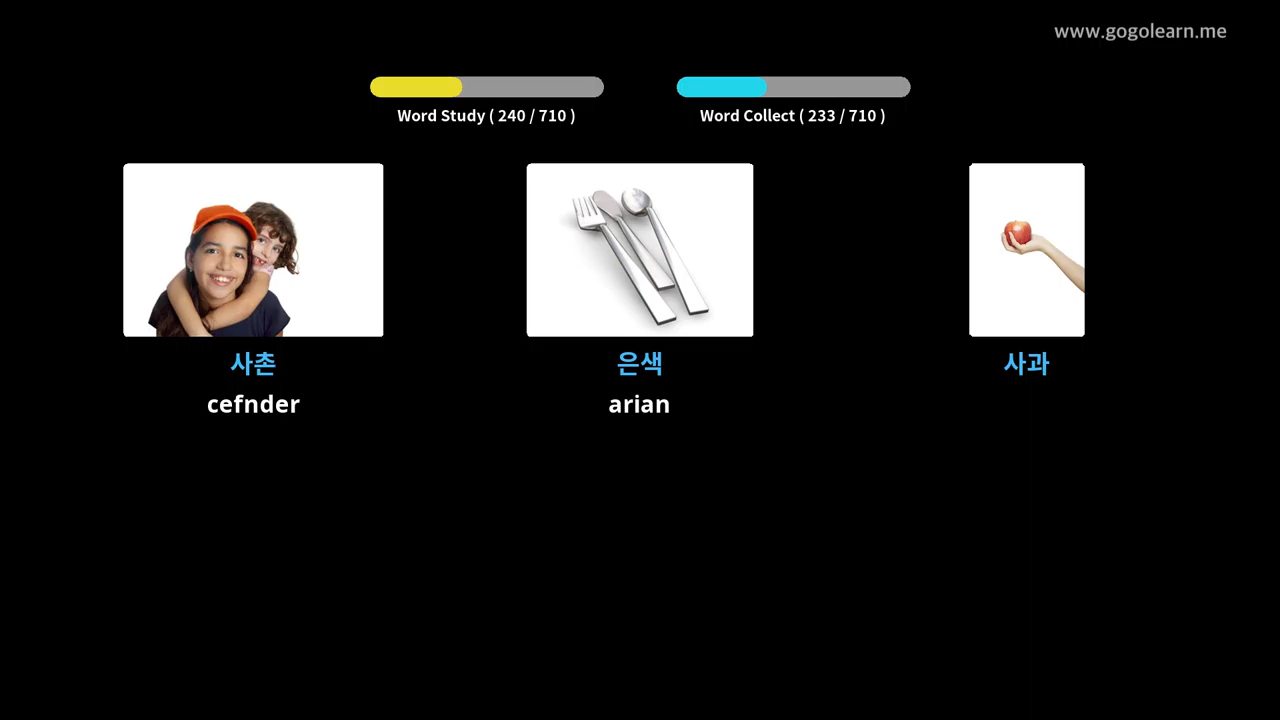 www.gogolearn.me
Word Study ( 240 / 710 )
Word Collect ( 233 / 710 )
사촌
은색
사과
cefnder
arian